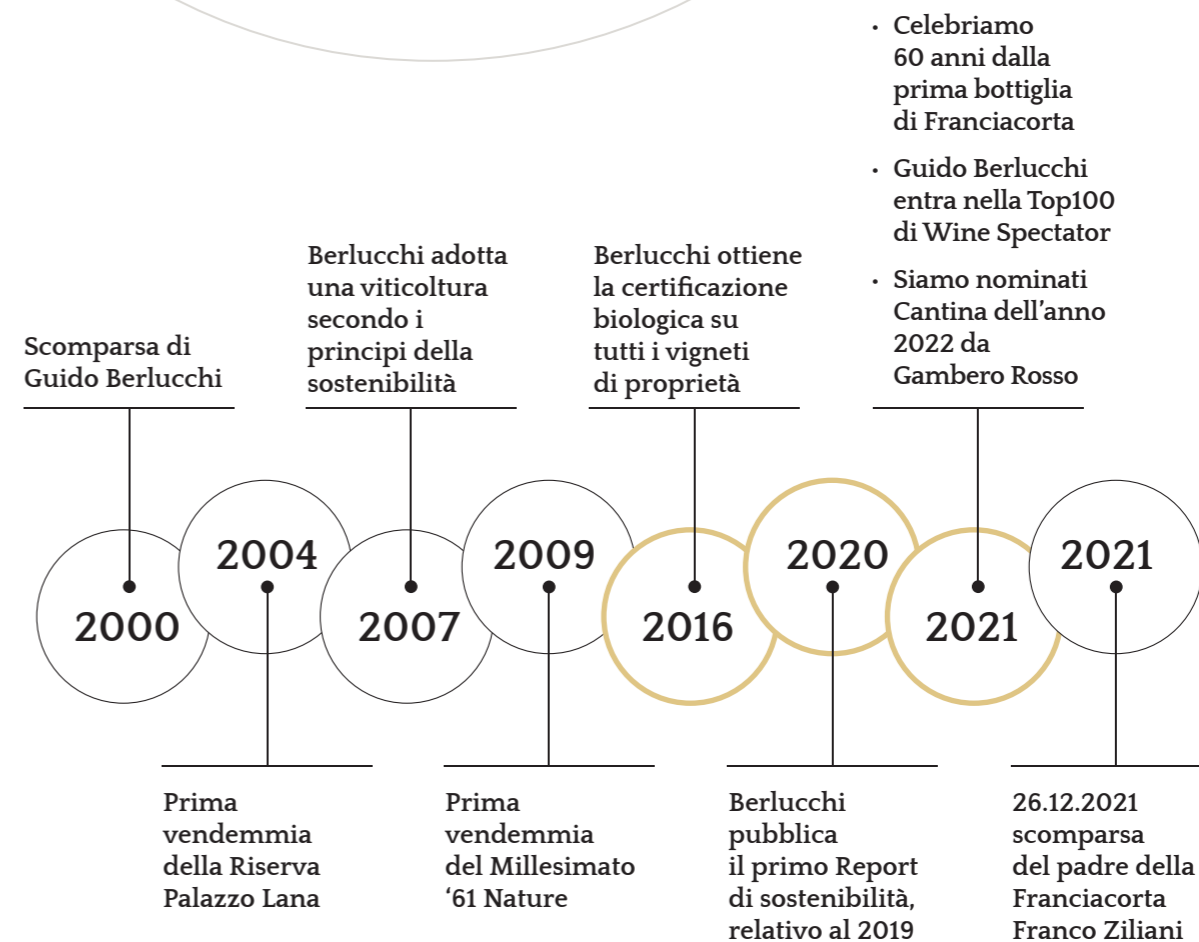 • Celebriamo
60 anni dalla
prima bottiglia
di Franciacorta
• Guido Berlucchi
entra nella Top100
di Wine Spectator
• Siamo nominati
Cantina dell’anno
2022 da
Gambero Rosso
Berlucchi adotta
una viticoltura
secondo i
principi della
sostenibilità
Berlucchi ottiene
la certificazione
biologica su
tutti i vigneti
di proprietà
Scomparsa di
Guido Berlucchi
2000
2004
2007
2009
2016
2020
2021
2021
Prima
vendemmia
della Riserva
Palazzo Lana
Prima
vendemmia
del Millesimato
‘61 Nature
Berlucchi
pubblica
il primo Report
di sostenibilità,
relativo al 2019
26.12.2021
scomparsa
del padre della
Franciacorta
Franco Ziliani